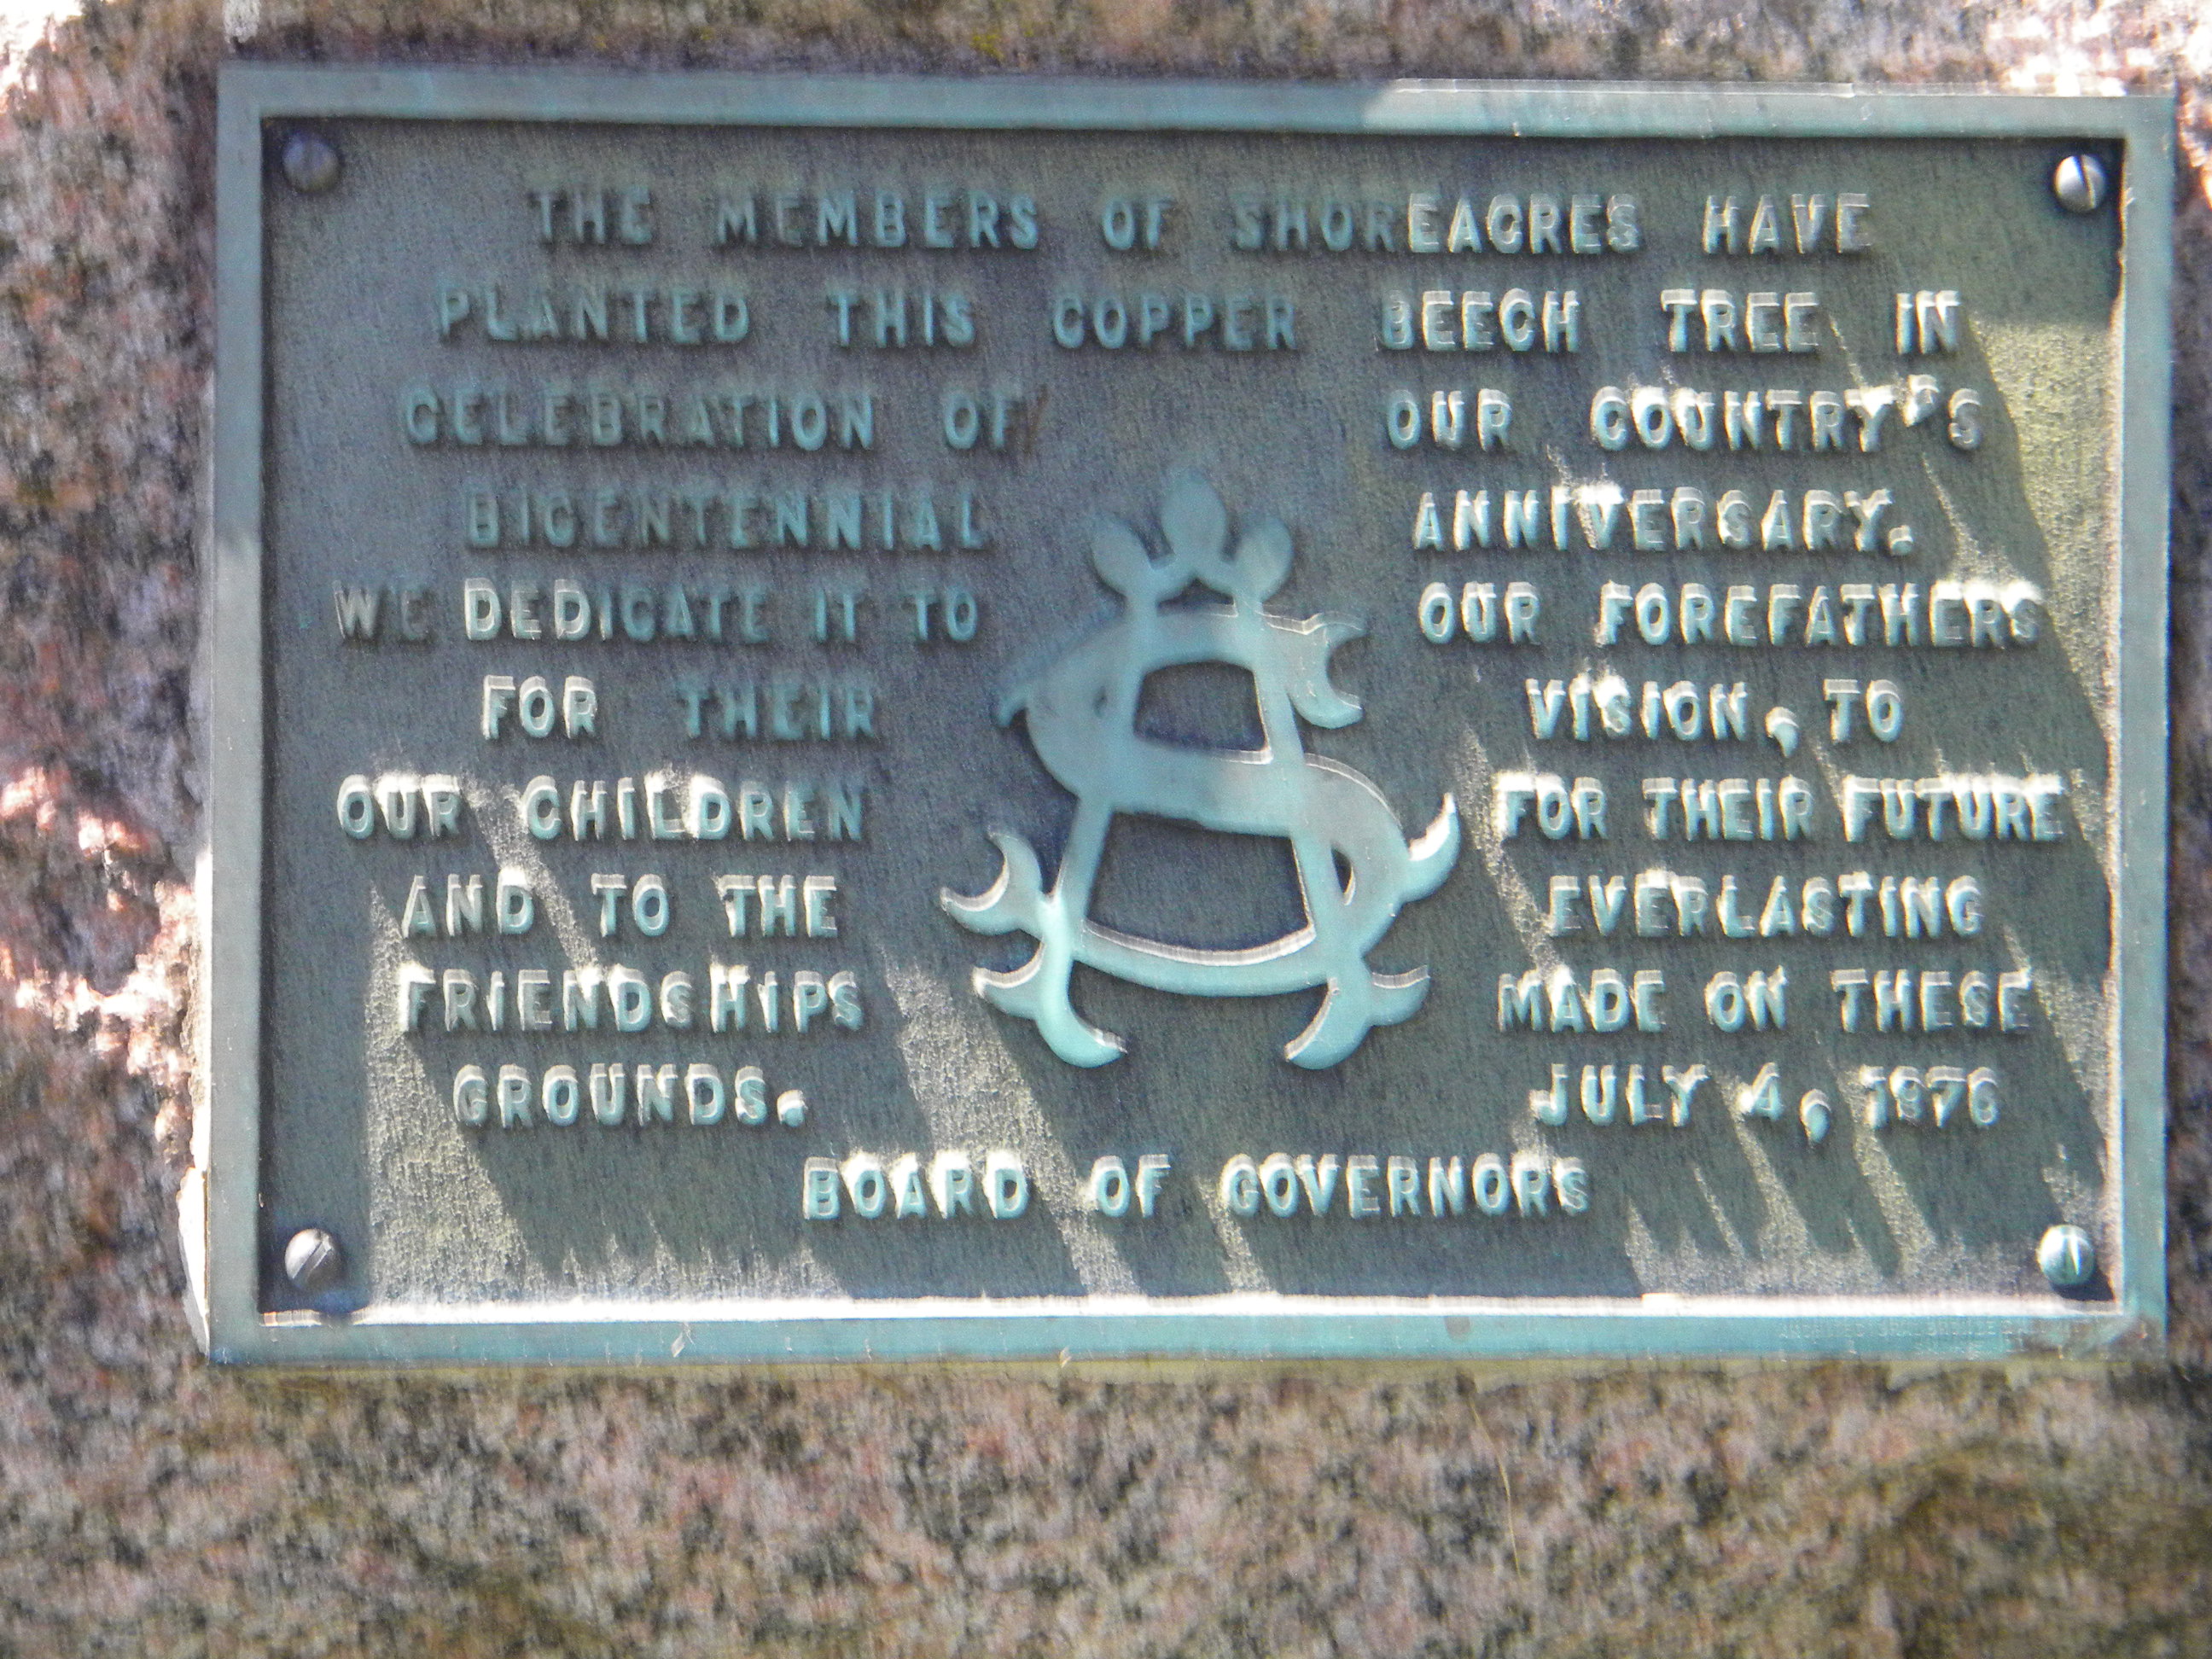 THE MEMBERS OF SHOREACRES HAVE
PLANTED THIS COPPER BEECH TREE IN
CELEBRATION OF OUR COUNTRY'S
BICENTENNIAL ANNIVERSARY.
WE DEDICATE IT TO OUR FOREFATHERS
FOR THEIR VISION, TO
OUR CHILDREN FOR THEIR FUTURE
AND TO THE EVERLASTING
FRIENDSHIPS MADE ON THESE
GROUNDS. JULY 4, 1976
BOARD OF GOVERNORS